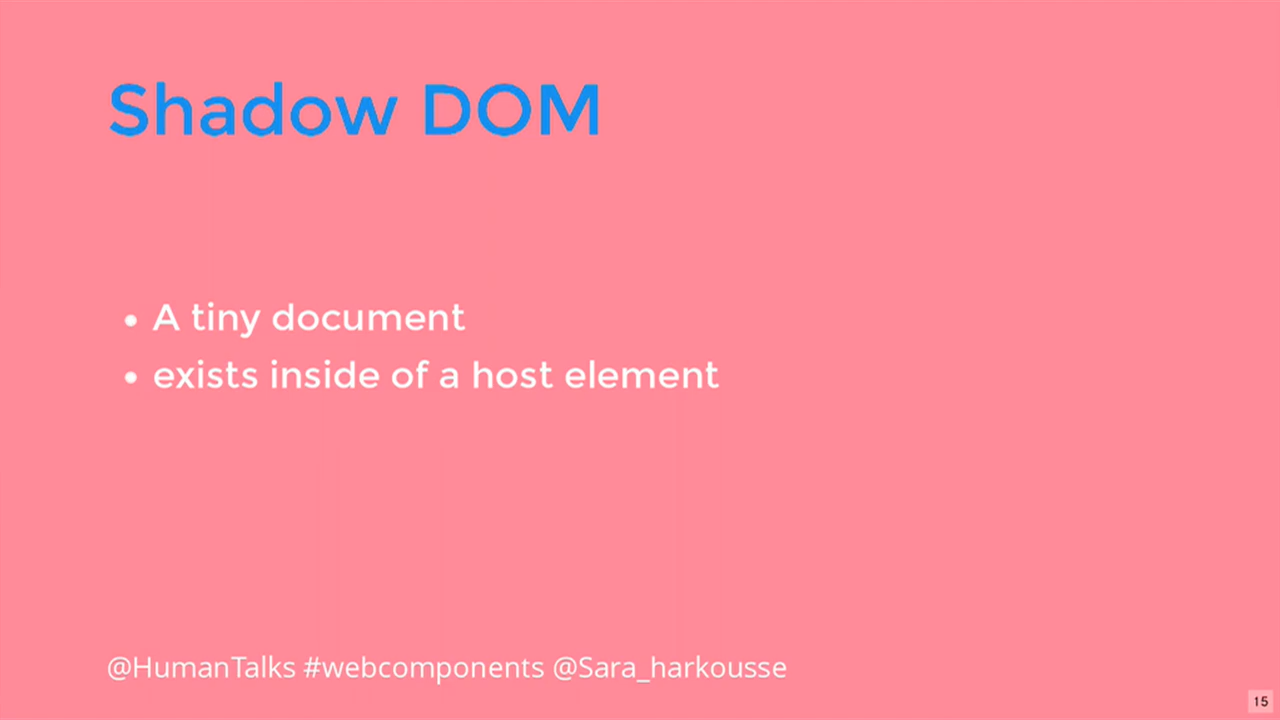 Shadow DOM
• A tiny document
• exists inside of a host element
@HumanTalks #webcomponents @Sara_harkousse
15